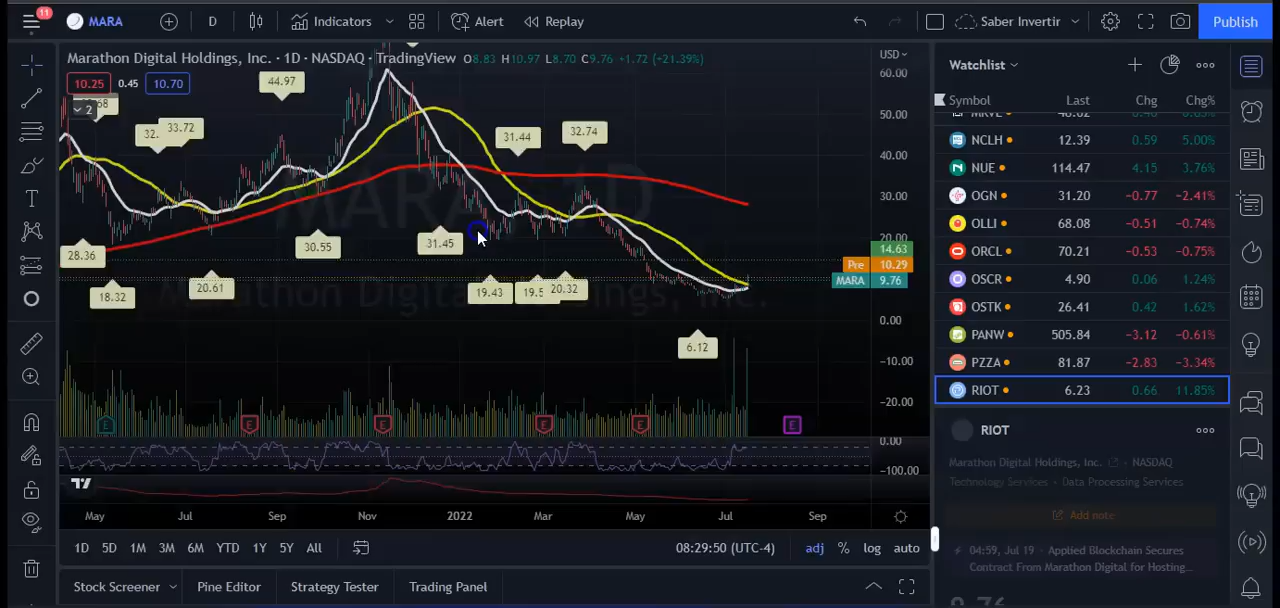 11
MARA
D
Indicators
Alert
Replay
Saber Invertir
Publish
Marathon Digital Holdings, Inc. · 1D · NASDAQ · TradingView O8.83 H10.97 L8.70 C9.76 +1.72 (+21.39%)
USD
10.25 0.45 10.70
2
44.97
33.72
31.44
32.74
28.36
18.32
20.61
30.55
31.45
19.43
20.32
6.12
60.00
50.00
40.00
30.00
20.00
14.63
Pre 10.29
MARA 9.76
0.00
-10.00
-20.00
0.00
-100.00
E
E
E
E
E
E
May Jul Sep Nov 2022 Mar May Jul Sep
1D 5D 1M 3M 6M YTD 1Y 5Y All
08:29:50 (UTC-4)
adj % log auto
Stock Screener
Pine Editor
Strategy Tester
Trading Panel
Watchlist
Symbol Last Chg Chg%
NCLH 12.39 0.59 5.00%
NUE 114.47 4.15 3.76%
OGN 31.20 −0.77 −2.41%
OLLI 68.08 −0.51 −0.74%
ORCL 70.21 −0.53 −0.75%
OSCR 4.90 0.06 1.24%
OSTK 26.41 0.42 1.62%
PANW 505.84 −3.12 −0.61%
PZZA 81.87 −2.83 −3.34%
RIOT 6.23 0.66 11.85%
RIOT
Marathon Digital Holdings, Inc. · NASDAQ
Technology Services · Data Processing Services
Add note
04:59, Jul 19 · Applied Blockchain Secures
Contract From Marathon Digital for Hosting...